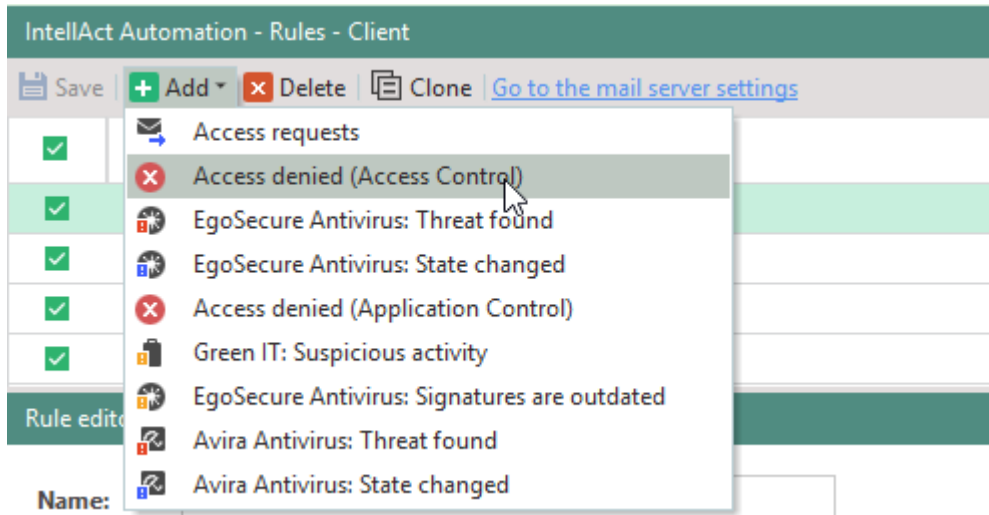 IntellAct Automation - Rules - Client
Save Add Delete Clone Go to the mail server settings
Access requests
Access denied (Access Control)
EgoSecure Antivirus: Threat found
EgoSecure Antivirus: State changed
Access denied (Application Control)
Green IT: Suspicious activity
EgoSecure Antivirus: Signatures are outdated
Rule edito
Avira Antivirus: Threat found
Avira Antivirus: State changed
Name: